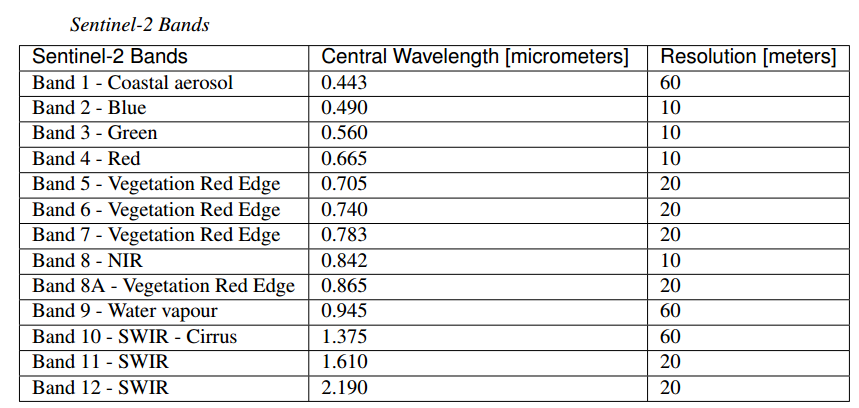 Sentinel-2 Bands
Sentinel-2 Bands Central Wavelength [micrometers] Resolution [meters]
Band 1 - Coastal aerosol 0.443 60
Band 2 - Blue 0.490 10
Band 3 - Green 0.560 10
Band 4 - Red 0.665 10
Band 5 - Vegetation Red Edge 0.705 20
Band 6 - Vegetation Red Edge 0.740 20
Band 7 - Vegetation Red Edge 0.783 20
Band 8 - NIR 0.842 10
Band 8A - Vegetation Red Edge 0.865 20
Band 9 - Water vapour 0.945 60
Band 10 - SWIR - Cirrus 1.375 60
Band 11 - SWIR 1.610 20
Band 12 - SWIR 2.190 20